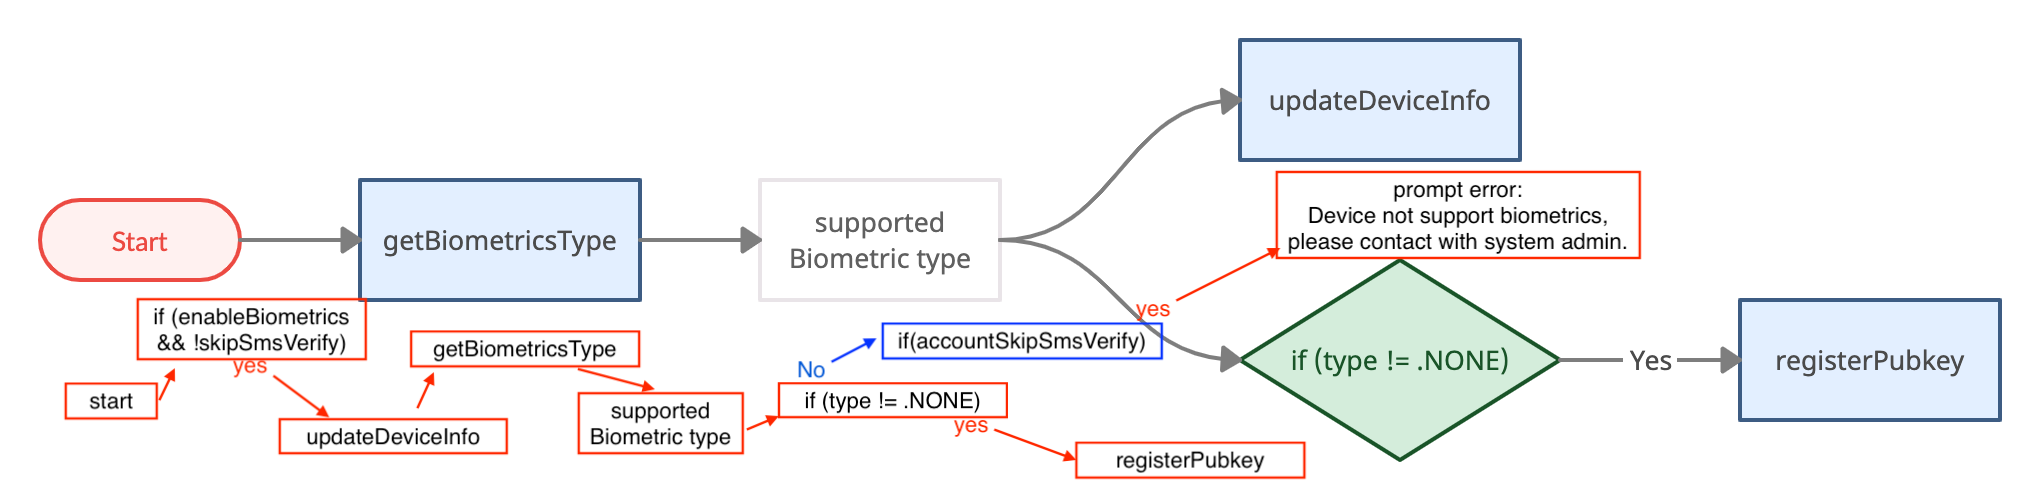 updateDeviceInfo
prompt error:
Device not support biometrics,
please contact with system admin.
Start
getBiometricsType
supported
Biometric type
if (enableBiometrics
&& !skipSmsVerify)
yes
start
updateDeviceInfo
getBiometricsType
supported
Biometric type
No
if (type != .NONE)
yes
if(accountSkipSmsVerify)
yes
registerPubkey
if (type != .NONE)
Yes
registerPubkey